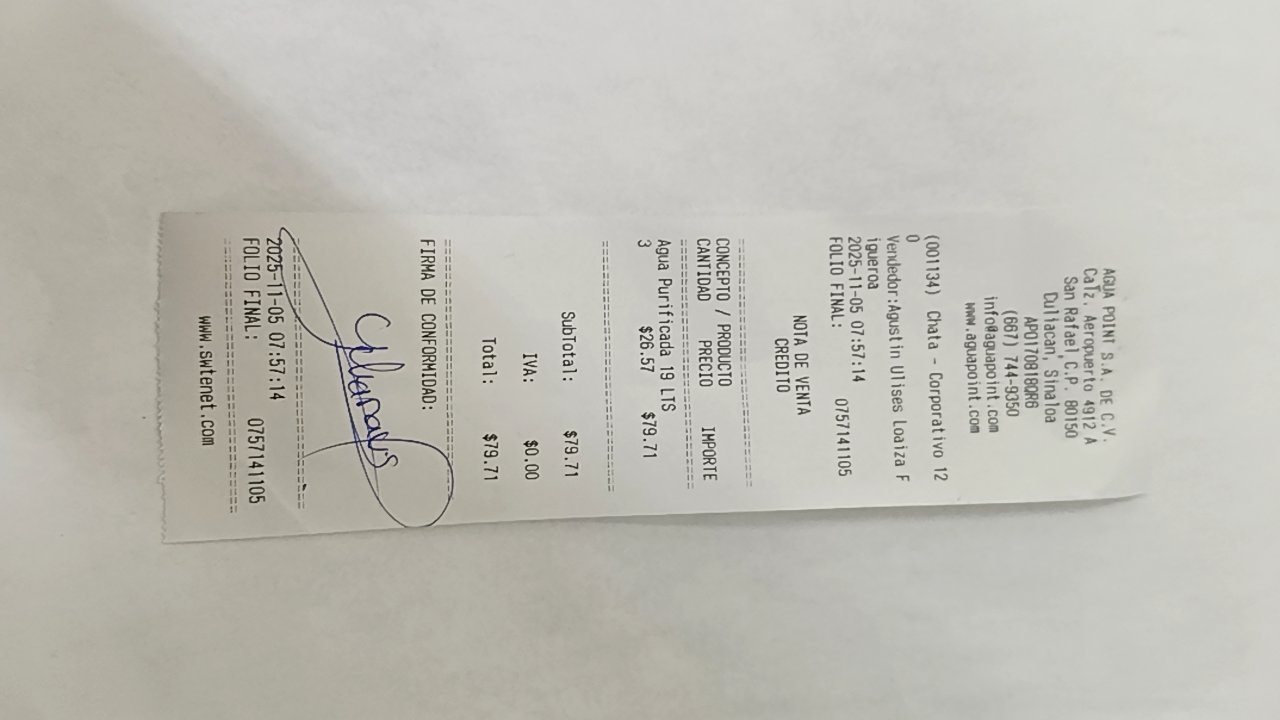 AGUA POINT S.A. DE C.V.
Calz. Aeropuerto 4912 A
San Rafael C.P. 80150
Culiacan, Sinaloa
APO170818QR6
(667) 744-9350
info@aguapoint.com
www.aguapoint.com
(001134) Chata - Corporativo 12
0
Vendedor:Agustin Ulises Loaiza F
igueroa
2025-11-05 07:57:14
FOLIO FINAL: 0757141105
NOTA DE VENTA
CREDITO
CONCEPTO / PRODUCTO
CANTIDAD PRECIO IMPORTE
Agua Purificada 19 LTS
3 $26.57 $79.71
SubTotal: $79.71
IVA: $0.00
Total: $79.71
FIRMA DE CONFORMIDAD:
2025-11-05 07:57:14
FOLIO FINAL: 0757141105
www.swtenet.com